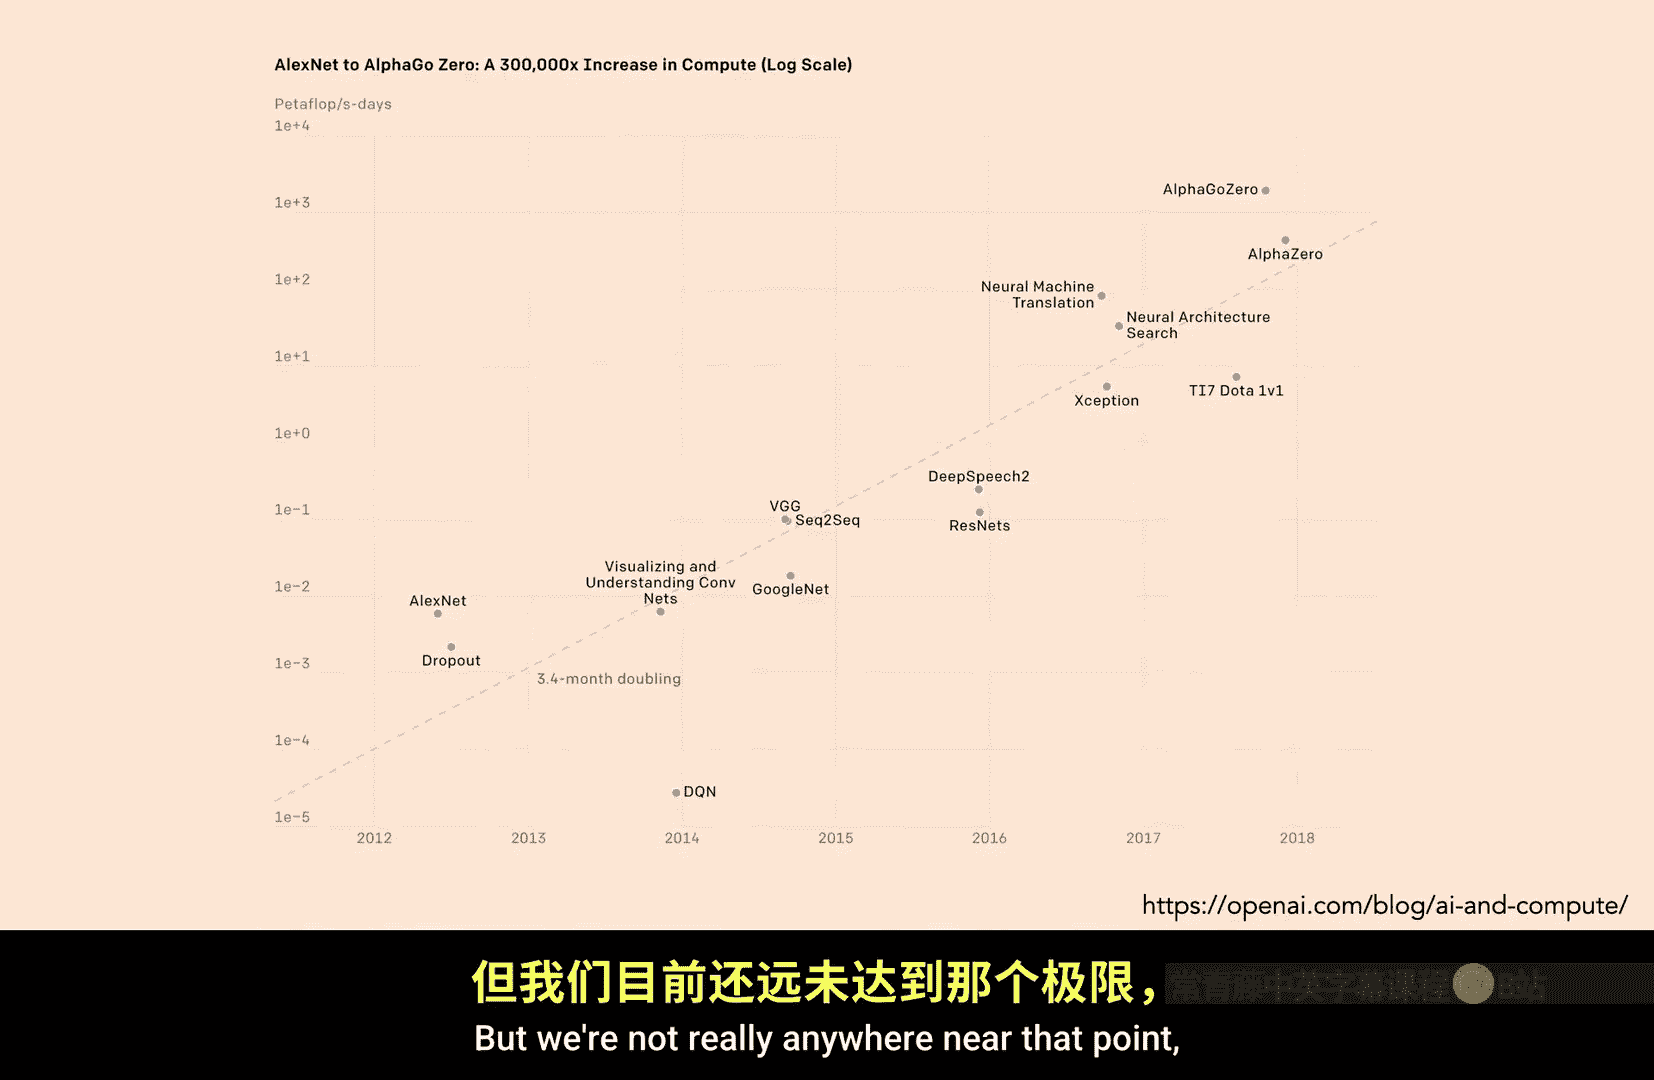 AlexNet to AlphaGo Zero: A 300,000x Increase in Compute (Log Scale)
Petaflop/s-days
1e+4
1e+3
1e+2
1e+1
1e+0
1e-1
1e-2
1e-3
1e-4
1e-5
AlphaGoZero
AlphaZero
Neural Machine
Translation
Neural Architecture
Search
Xception
TI7 Dota 1v1
DeepSpeech2
ResNets
VGG
Seq2Seq
GoogleNet
Visualizing and
Understanding Conv
Nets
AlexNet
Dropout
3.4-month doubling
DQN
2012 2013 2014 2015 2016 2017 2018
https://openai.com/blog/ai-and-compute/
但我们目前还远未达到那个极限，
But we're not really anywhere near that point,